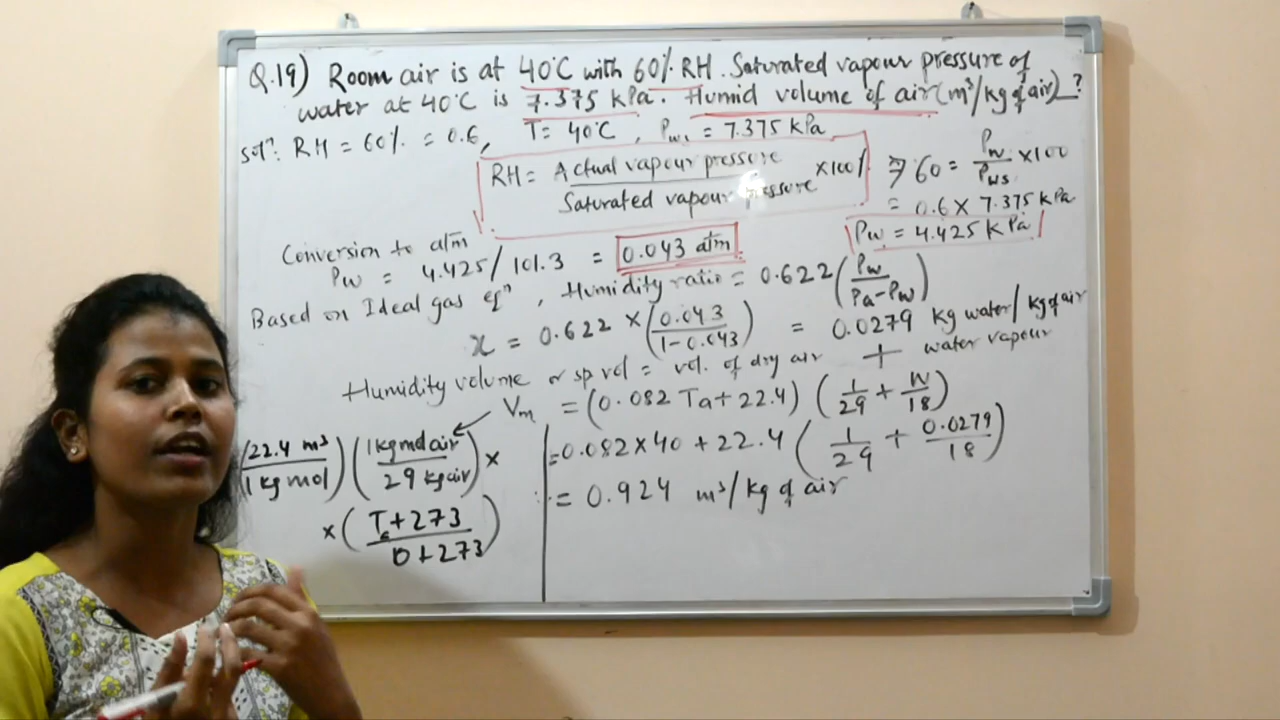 Q.19) Room air is at 40°C with 60% RH. Saturated vapour pressure of
water at 40°C is 7.375 kPa. Humid volume of air (m³/kg of air) ?
solⁿ: RH = 60% = 0.6, T = 40°C , Pws = 7.375 kPa
RH = Actual vapour pressure / Saturated vapour pressure ×100%
⇒ 60 = Pw / Pws ×100
= 0.6 × 7.375 kPa
Pw = 4.425 kPa
Conversion to atm
Pw = 4.425 / 101.3 = 0.043 atm
Based on Ideal gas eqⁿ , Humidity ratio = 0.622 (Pw / Pa-Pw)
x = 0.622 × (0.043 / 1-0.043) = 0.0279 kg water/kg of air
Humidity volume or sp vol = vol. of dry air + water vapour
Vm = (0.082 Ta + 22.4) (1/29 + W/18)
= 0.082 × 40 + 22.4 (1/29 + 0.0279/18)
= 0.924 m³/kg of air
(22.4 m³ / 1 kg mol) (1 kg mol air / 29 kg air) ×
× (Ta + 273 / 0 + 273)